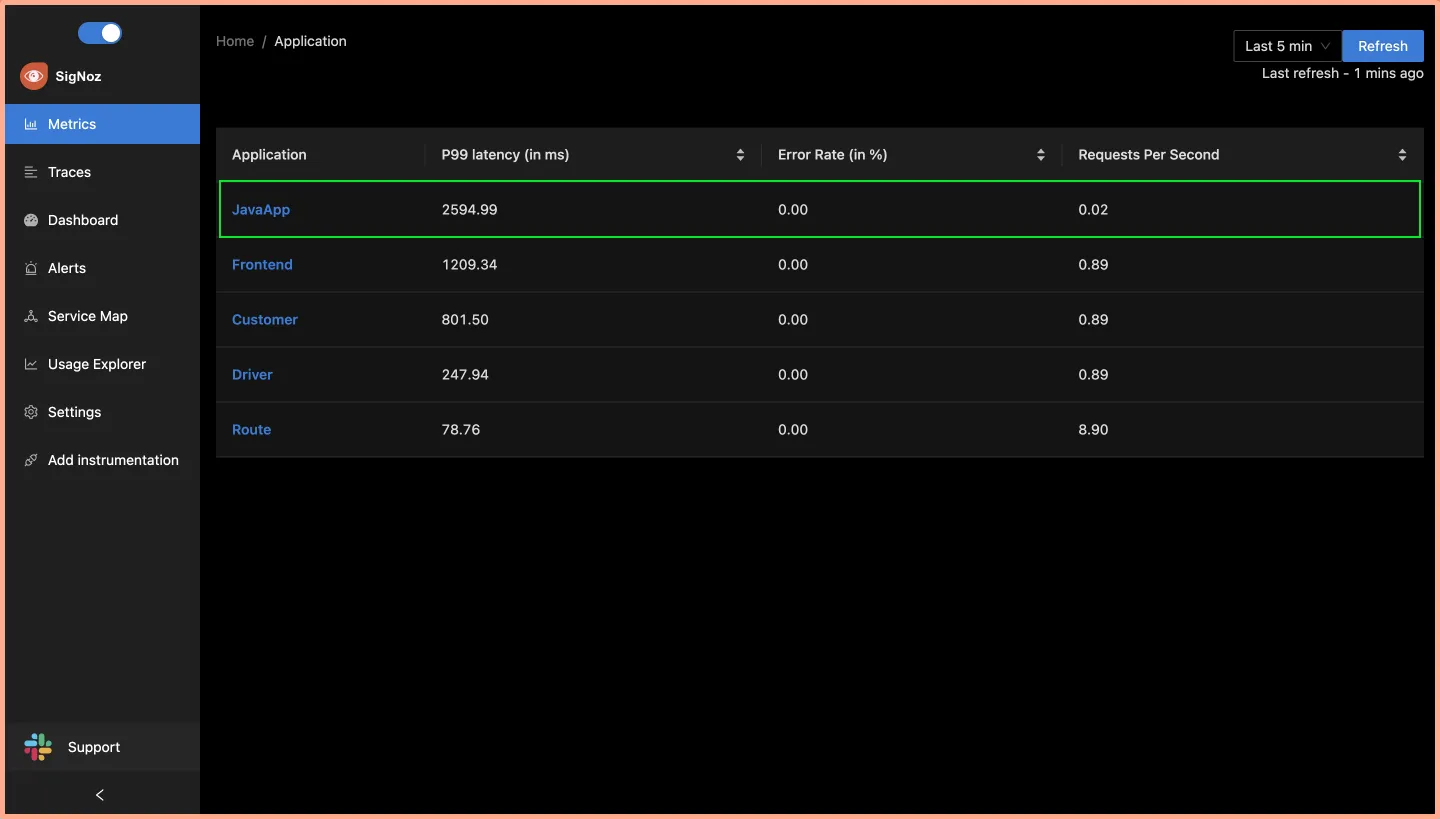 SigNoz
Metrics
Traces
Dashboard
Alerts
Service Map
Usage Explorer
Settings
Add instrumentation
Support
Home / Application
Last 5 min Refresh
Last refresh - 1 mins ago
Application P99 latency (in ms) Error Rate (in %) Requests Per Second
JavaApp 2594.99 0.00 0.02
Frontend 1209.34 0.00 0.89
Customer 801.50 0.00 0.89
Driver 247.94 0.00 0.89
Route 78.76 0.00 8.90